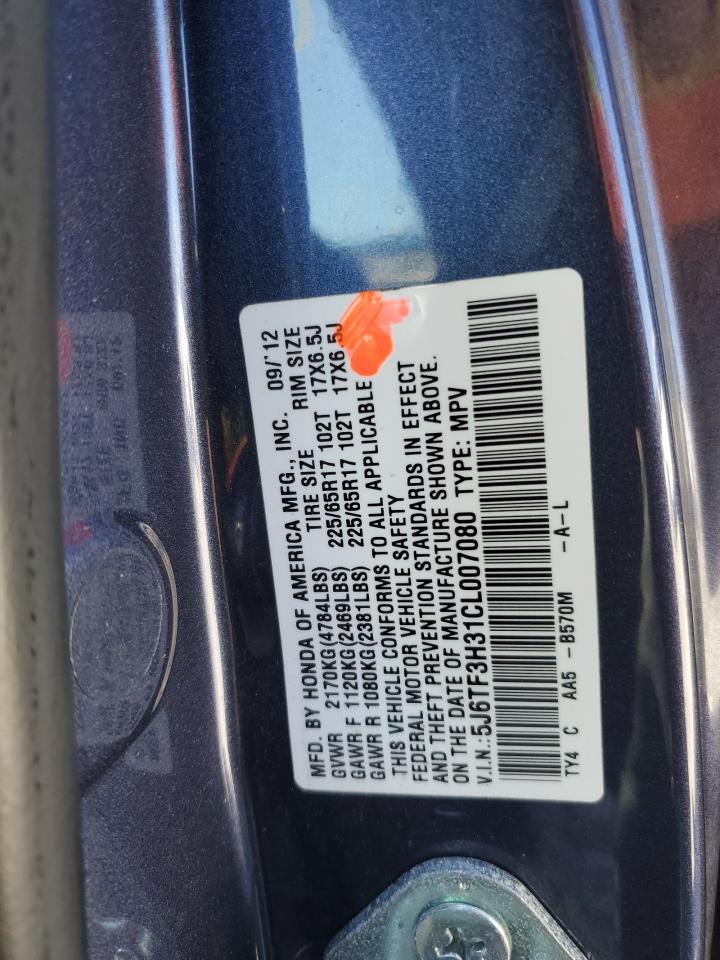 MFD. BY HONDA OF AMERICA MFG., INC. 09/'12
TIRE SIZE RIM SIZE
GVWR 2170KG(4784LBS)
GAWR F 1120KG(2469LBS) 225/65R17 102T 17X6.5J
GAWR R 1080KG(2381LBS) 225/65R17 102T 17X6.5J
THIS VEHICLE CONFORMS TO ALL APPLICABLE
FEDERAL MOTOR VEHICLE SAFETY
AND THEFT PREVENTION STANDARDS IN EFFECT
ON THE DATE OF MANUFACTURE SHOWN ABOVE.
V.I.N.:5J6TF3H31CL007080 TYPE: MPV
TY4 C AA5 -B570M -A-L